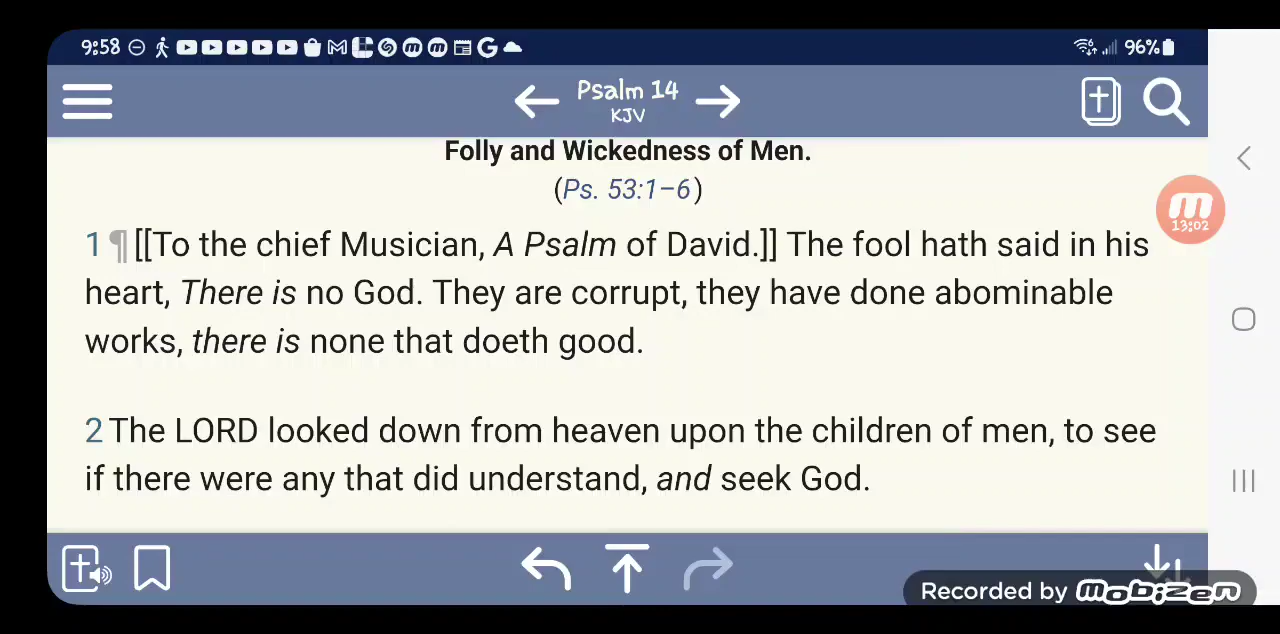 9:58
96%
Psalm 14
KJV
Folly and Wickedness of Men.
(Ps. 53:1–6)
13:02
1 ¶ [[To the chief Musician, A Psalm of David.]] The fool hath said in his
heart, There is no God. They are corrupt, they have done abominable
works, there is none that doeth good.
2 The LORD looked down from heaven upon the children of men, to see
if there were any that did understand, and seek God.
Recorded by mobizen